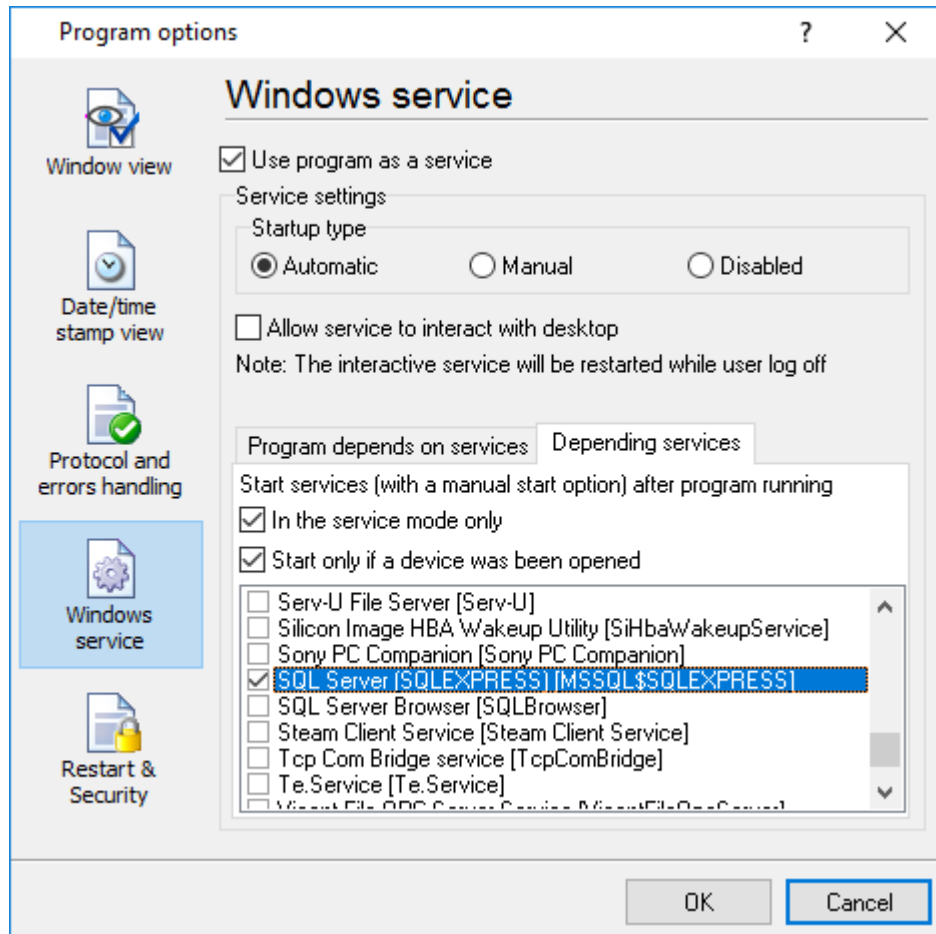 Program options
?
Windows service
Window view
Date/time
stamp view
Protocol and
errors handling
Windows
service
Restart &
Security
Use program as a service
Service settings
Startup type
Automatic
Manual
Disabled
Allow service to interact with desktop
Note: The interactive service will be restarted while user log off
Program depends on services
Depending services
Start services (with a manual start option) after program running
In the service mode only
Start only if a device was been opened
Serv-U File Server [Serv-U]
Silicon Image HBA Wakeup Utility [SiHbaWakeupService]
Sony PC Companion [Sony PC Companion]
SQL Server (SQLEXPRESS) [MSSQL$SQLEXPRESS]
SQL Server Browser [SQLBrowser]
Steam Client Service [Steam Client Service]
Tcp Com Bridge service [TcpComBridge]
Te.Service [Te.Service]
OK
Cancel